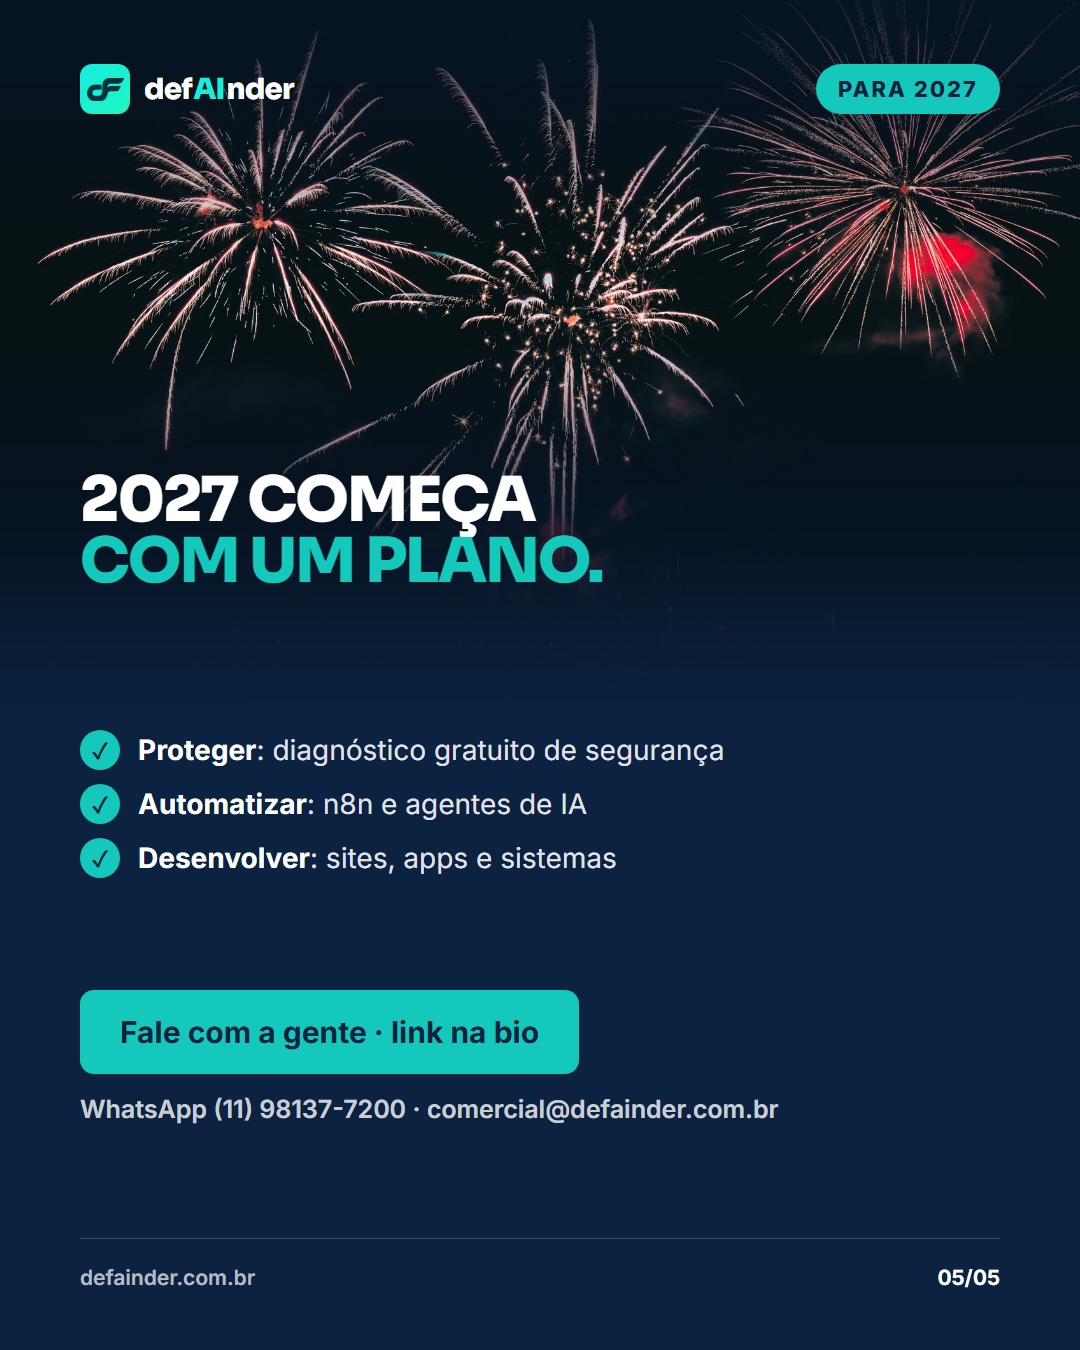 defAInder
PARA 2027
2027 COMEÇA
COM UM PLANO.
✓ Proteger: diagnóstico gratuito de segurança
✓ Automatizar: n8n e agentes de IA
✓ Desenvolver: sites, apps e sistemas
Fale com a gente · link na bio
WhatsApp (11) 98137-7200 · comercial@defainder.com.br
defainder.com.br
05/05